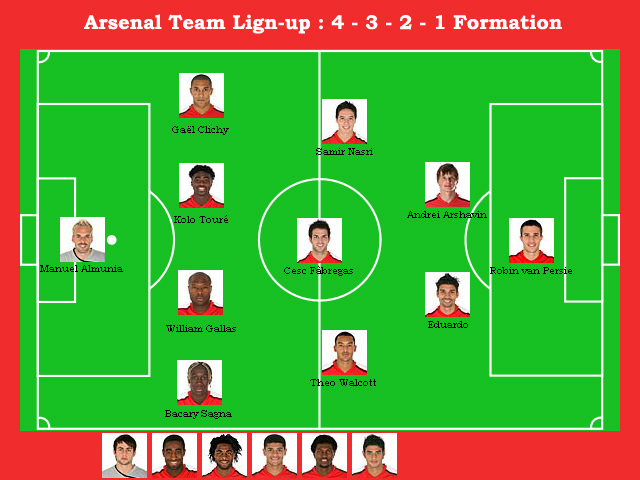 Arsenal Team Lign-up : 4 - 3 - 2 - 1 Formation
Gaël Clichy
Samir Nasri
Kolo Touré
Andrei Arshavin
Manuel Almunia
Cesc Fàbregas
Robin van Persie
William Gallas
Eduardo
Theo Walcott
Bacary Sagna